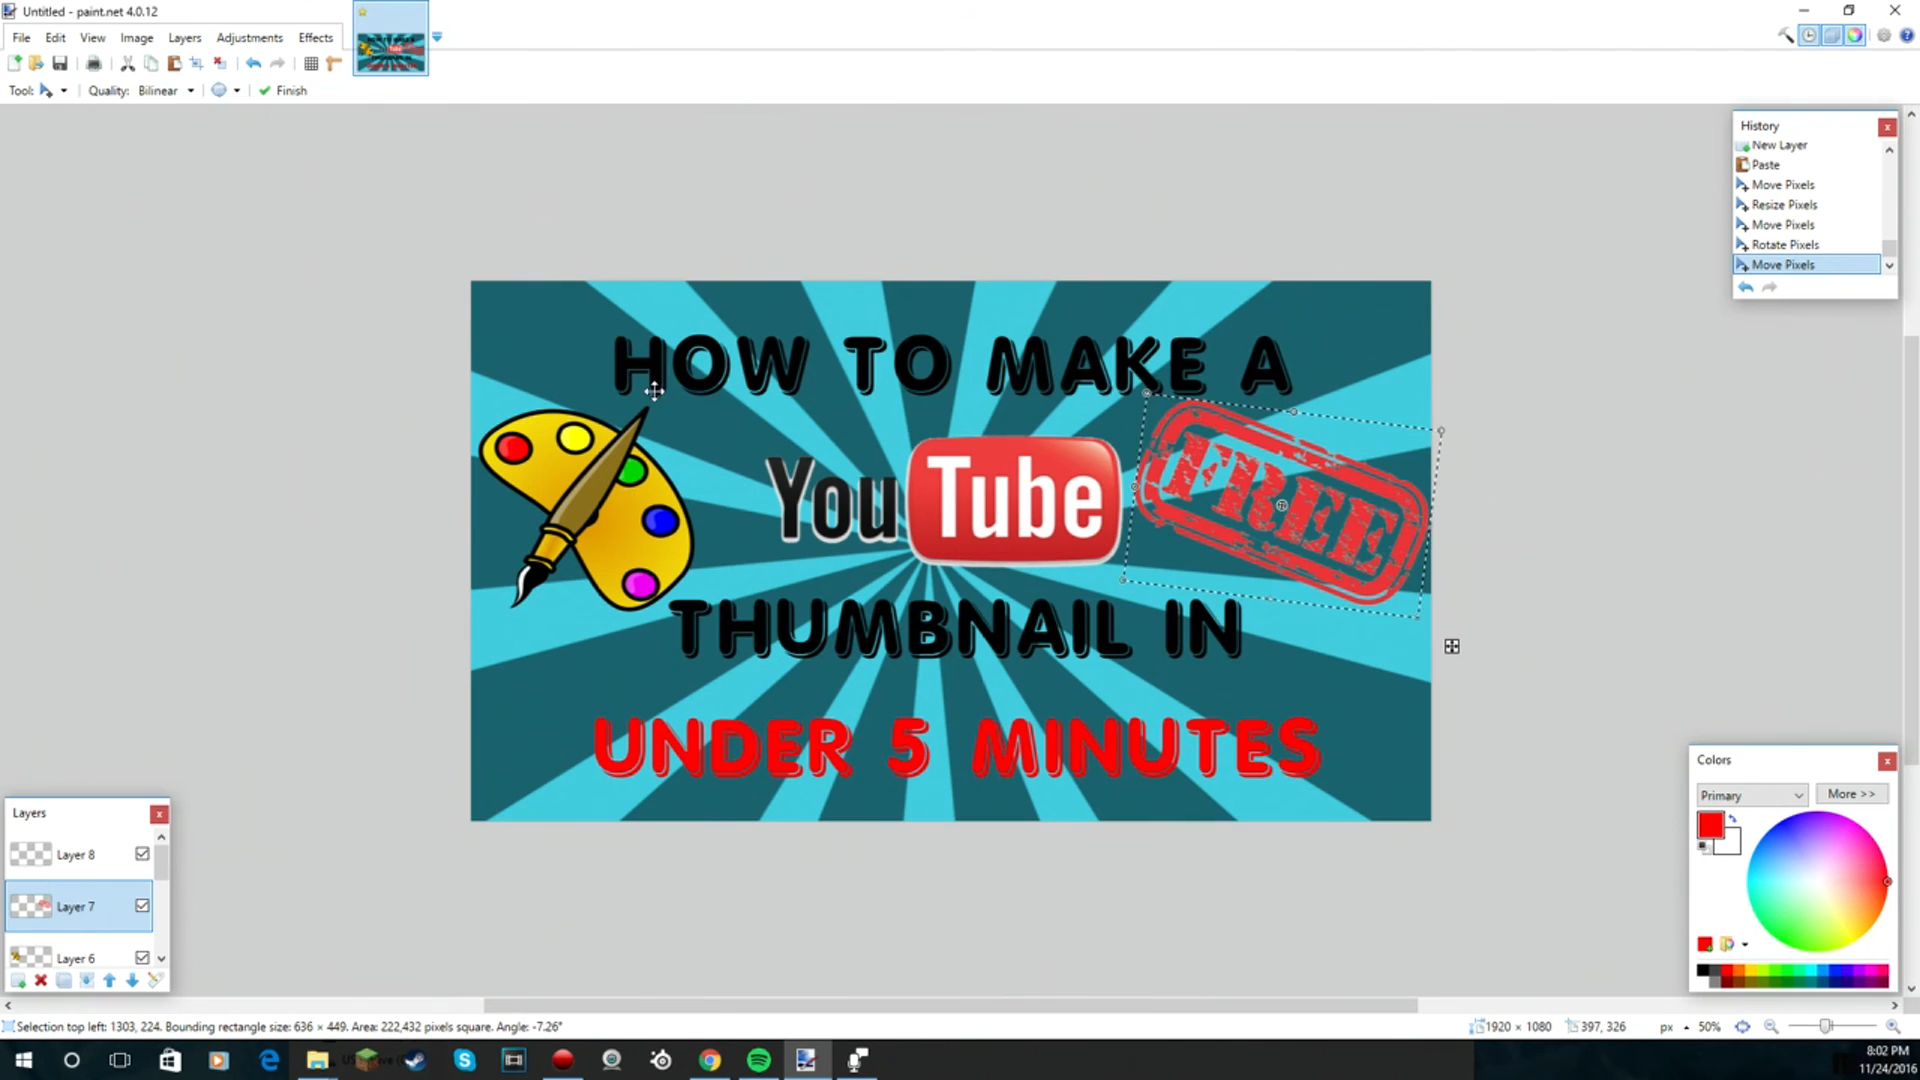 Untitled - paint.net 4.0.12
File Edit View Image Layers Adjustments Effects
Tool: Quality: Bilinear Finish
History
New Layer
Paste
Move Pixels
Resize Pixels
Move Pixels
Rotate Pixels
Move Pixels
HOW TO MAKE A
YouTube
FREE
THUMBNAIL IN
UNDER 5 MINUTES
Colors
Primary More >>
Layers
Layer 8
Layer 7
Layer 6
Selection top left: 1303, 224. Bounding rectangle size: 636 × 449. Area: 222,432 pixels square. Angle: -7.26° 1920 × 1080 397, 326 px 50%
8:02 PM
11/24/2016